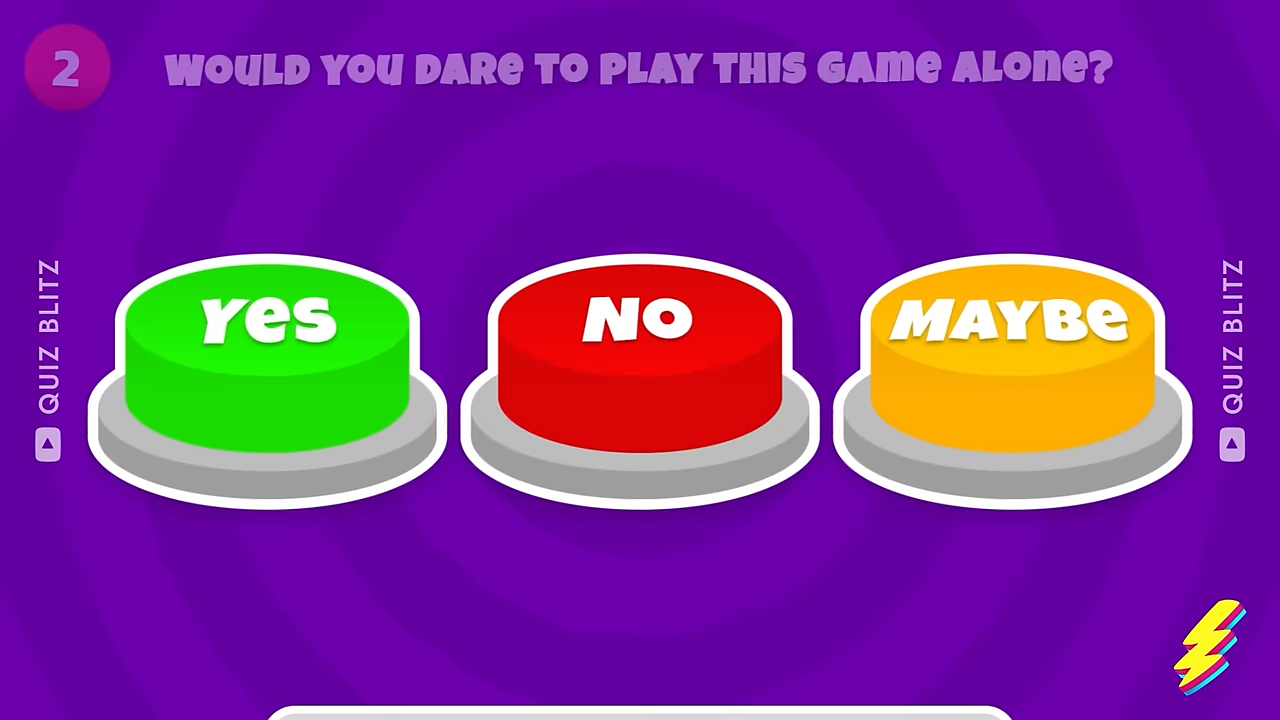 2
WOULD YOU DARE TO PLAY THIS GAME ALONE?
YES
NO
MAYBE
QUIZ BLITZ
QUIZ BLITZ